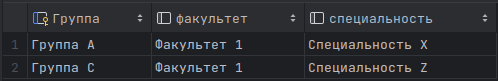 Группа факультет специальность
1 Группа A Факультет 1 Специальность X
2 Группа C Факультет 1 Специальность Z